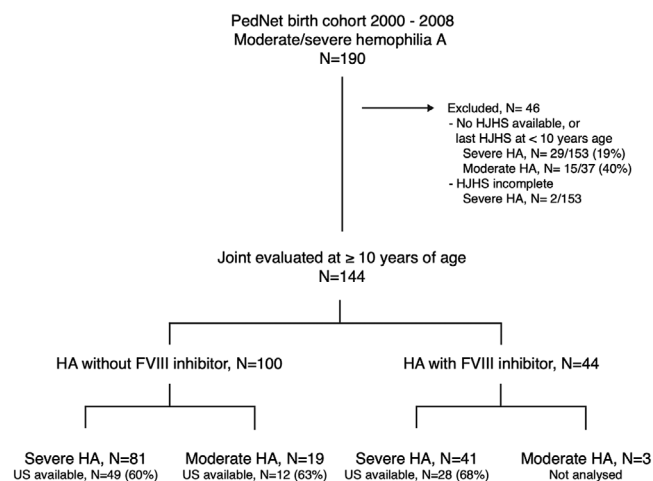 PedNet birth cohort 2000 - 2008
Moderate/severe hemophilia A
N=190
Excluded, N= 46
- No HJHS available, or
last HJHS at < 10 years age
Severe HA, N= 29/153 (19%)
Moderate HA, N= 15/37 (40%)
- HJHS incomplete
Severe HA, N= 2/153
Joint evaluated at ≥ 10 years of age
N=144
HA without FVIII inhibitor, N=100
HA with FVIII inhibitor, N=44
Severe HA, N=81
US available, N=49 (60%)
Moderate HA, N=19
US available, N=12 (63%)
Severe HA, N=41
US available, N=28 (68%)
Moderate HA, N=3
Not analysed